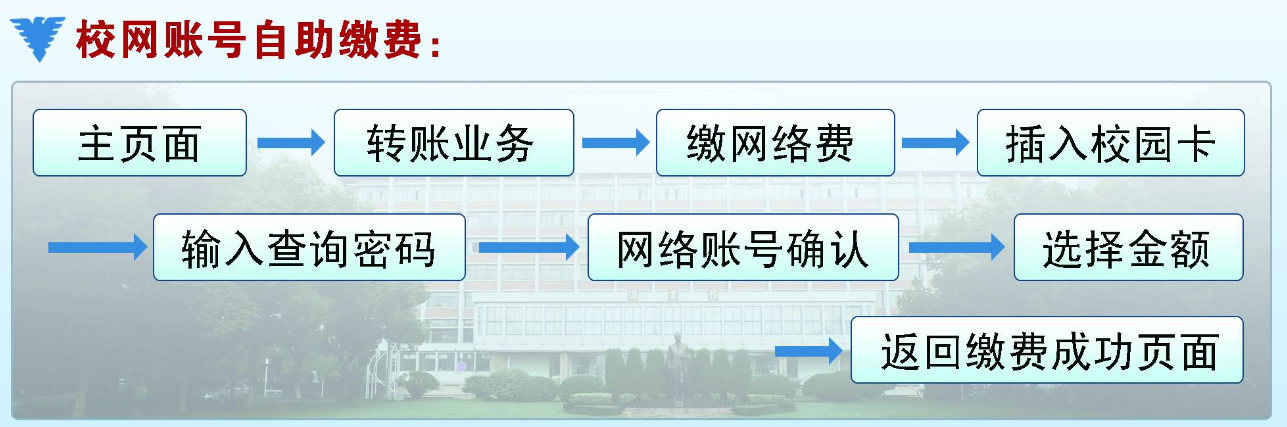 校网账号自助缴费：
主页面 转账业务 缴网络费 插入校园卡
输入查询密码 网络账号确认 选择金额
返回缴费成功页面